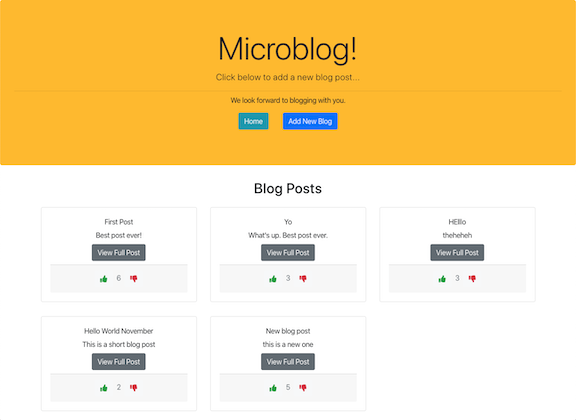 Microblog!
Click below to add a new blog post...
We look forward to blogging with you.
Home Add New Blog
Blog Posts
First Post
Best post ever!
View Full Post
6
Yo
What's up. Best post ever.
View Full Post
3
HElllo
theheheh
View Full Post
3
Hello World November
This is a short blog post
View Full Post
2
New blog post
this is a new one
View Full Post
5